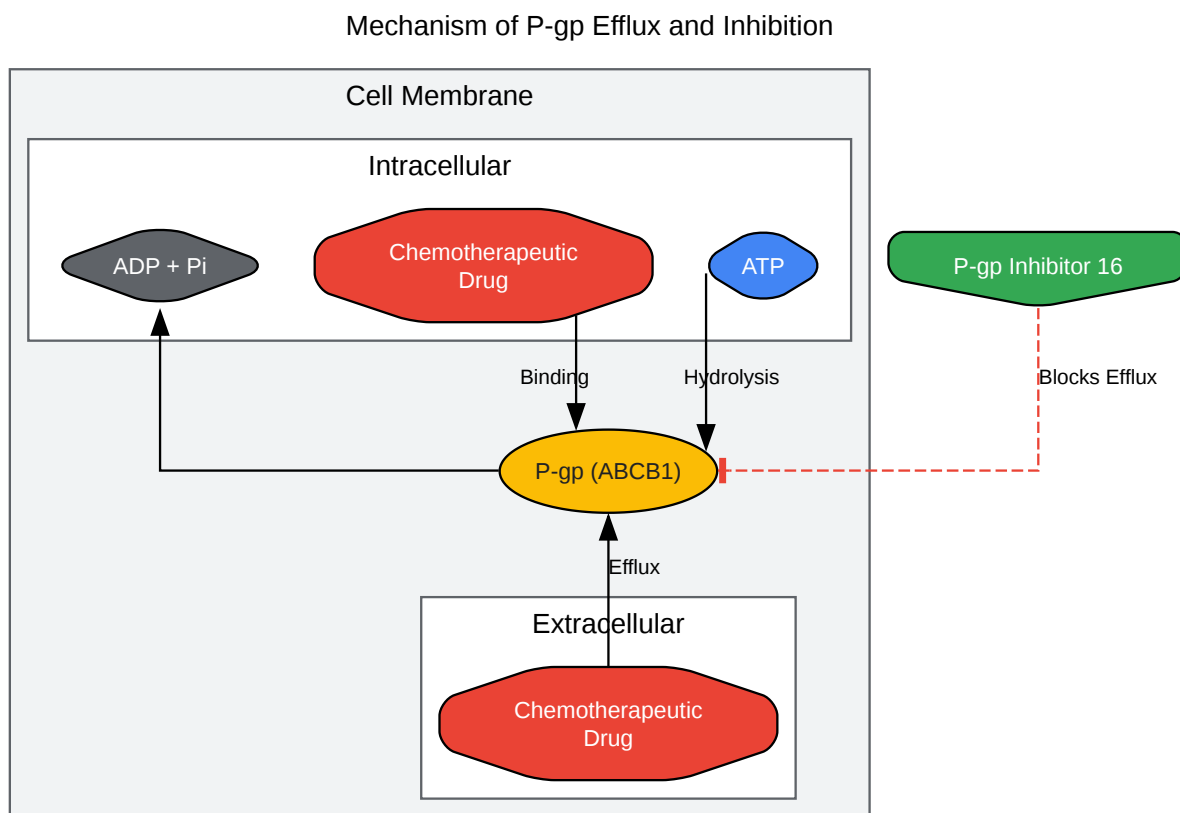 Mechanism of P-gp Efflux and Inhibition
Cell Membrane
Intracellular
ADP + Pi
Chemotherapeutic
Drug
ATP
P-gp Inhibitor 16
Binding
Hydrolysis
Blocks Efflux
P-gp (ABCB1)
Efflux
Extracellular
Chemotherapeutic
Drug